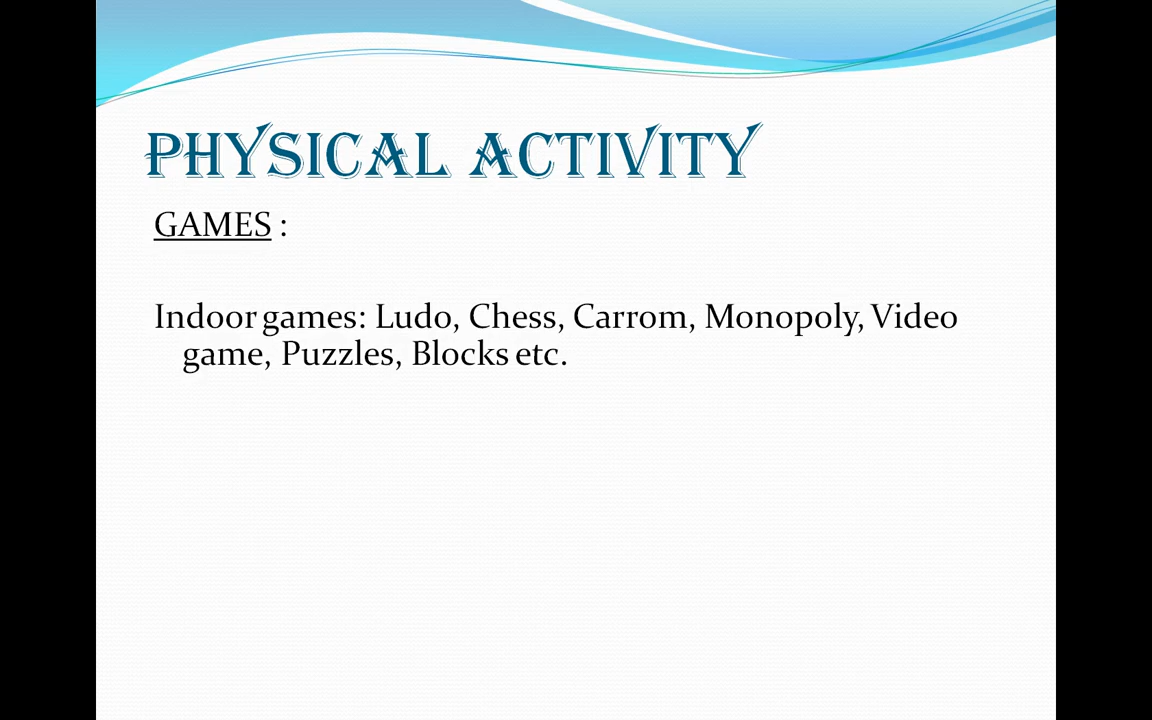 PHYSICAL ACTIVITY
GAMES :
Indoor games: Ludo, Chess, Carrom, Monopoly, Video
game, Puzzles, Blocks etc.